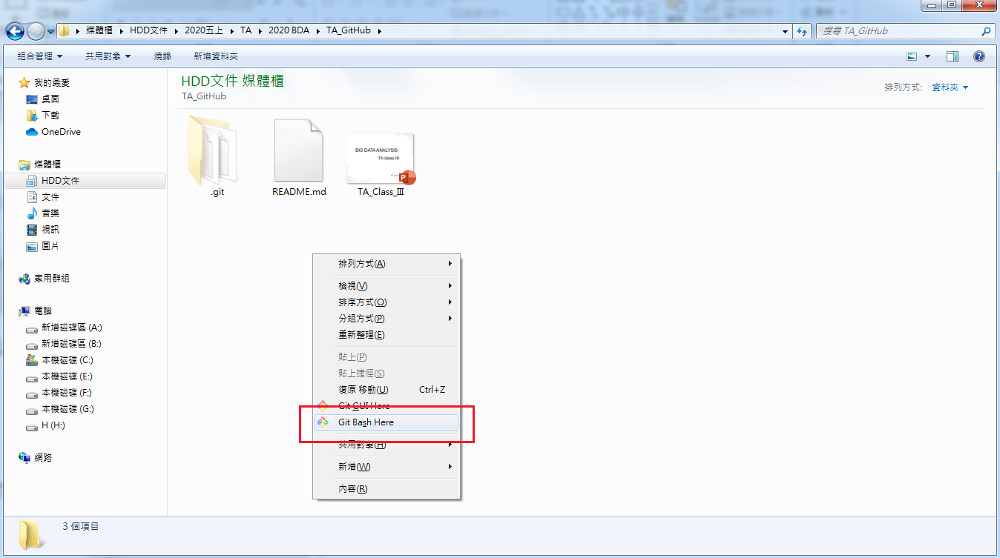 媒體櫃 HDD文件 2020五上 TA 2020 BDA TA_GitHub 搜尋 TA_GitHub
組合管理 共用對象 燒錄 新增資料夾
我的最愛
桌面
下載
OneDrive
媒體櫃
HDD文件
文件
音樂
視訊
圖片
家用群組
電腦
新增磁碟區 (A:)
新增磁碟區 (B:)
本機磁碟 (C:)
本機磁碟 (E:)
本機磁碟 (F:)
本機磁碟 (G:)
H (H:)
網路
HDD文件 媒體櫃
TA_GitHub
排列方式: 資料夾
BIG DATA ANALYSIS
TA class III
P
.git README.md TA_Class_III
排列方式(A)
檢視(V)
排序方式(O)
分組方式(P)
重新整理(E)
貼上(P)
貼上捷徑(S)
復原 移動(U) Ctrl+Z
Git GUI Here
Git Bash Here
共用對象(H)
新增(W)
內容(R)
3 個項目